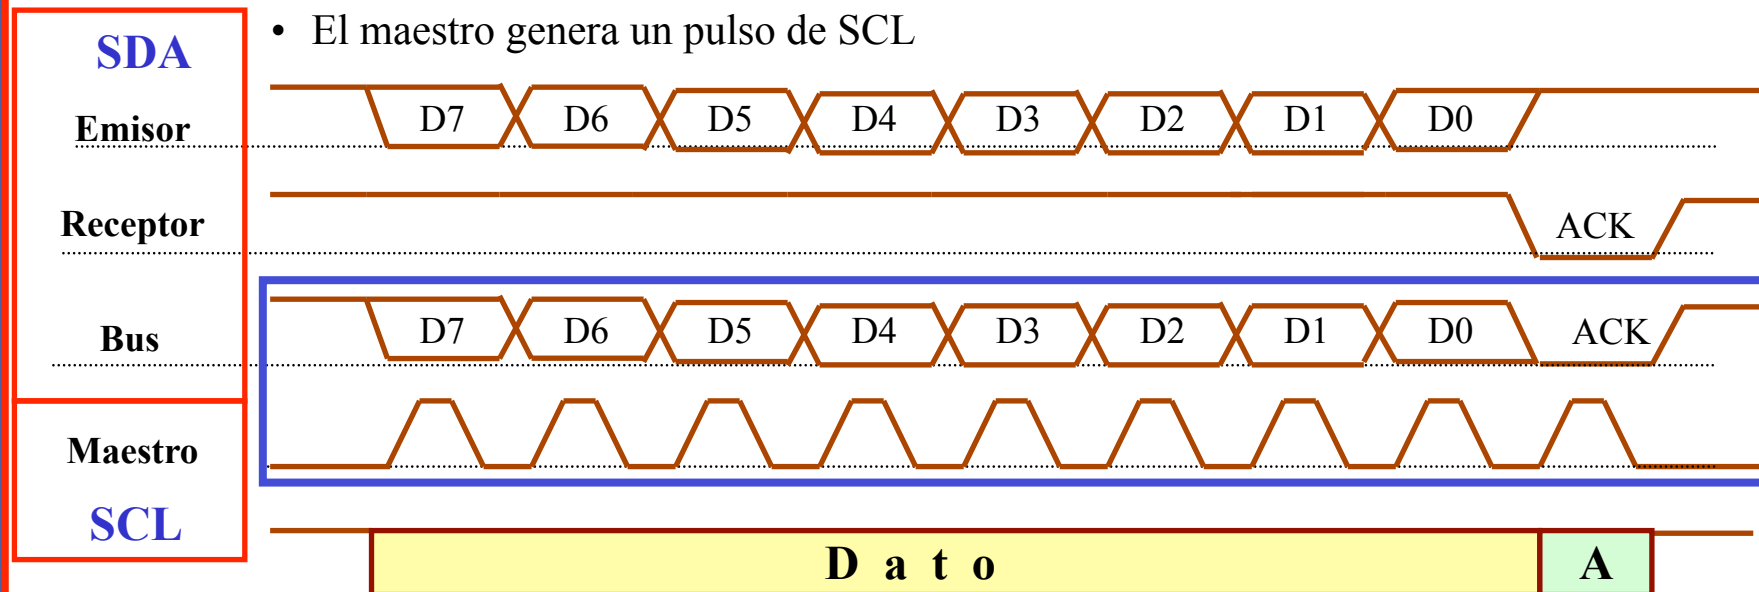 • El maestro genera un pulso de SCL
SDA
Emisor D7 D6 D5 D4 D3 D2 D1 D0
Receptor ACK
Bus D7 D6 D5 D4 D3 D2 D1 D0 ACK
Maestro
SCL
D a t o A